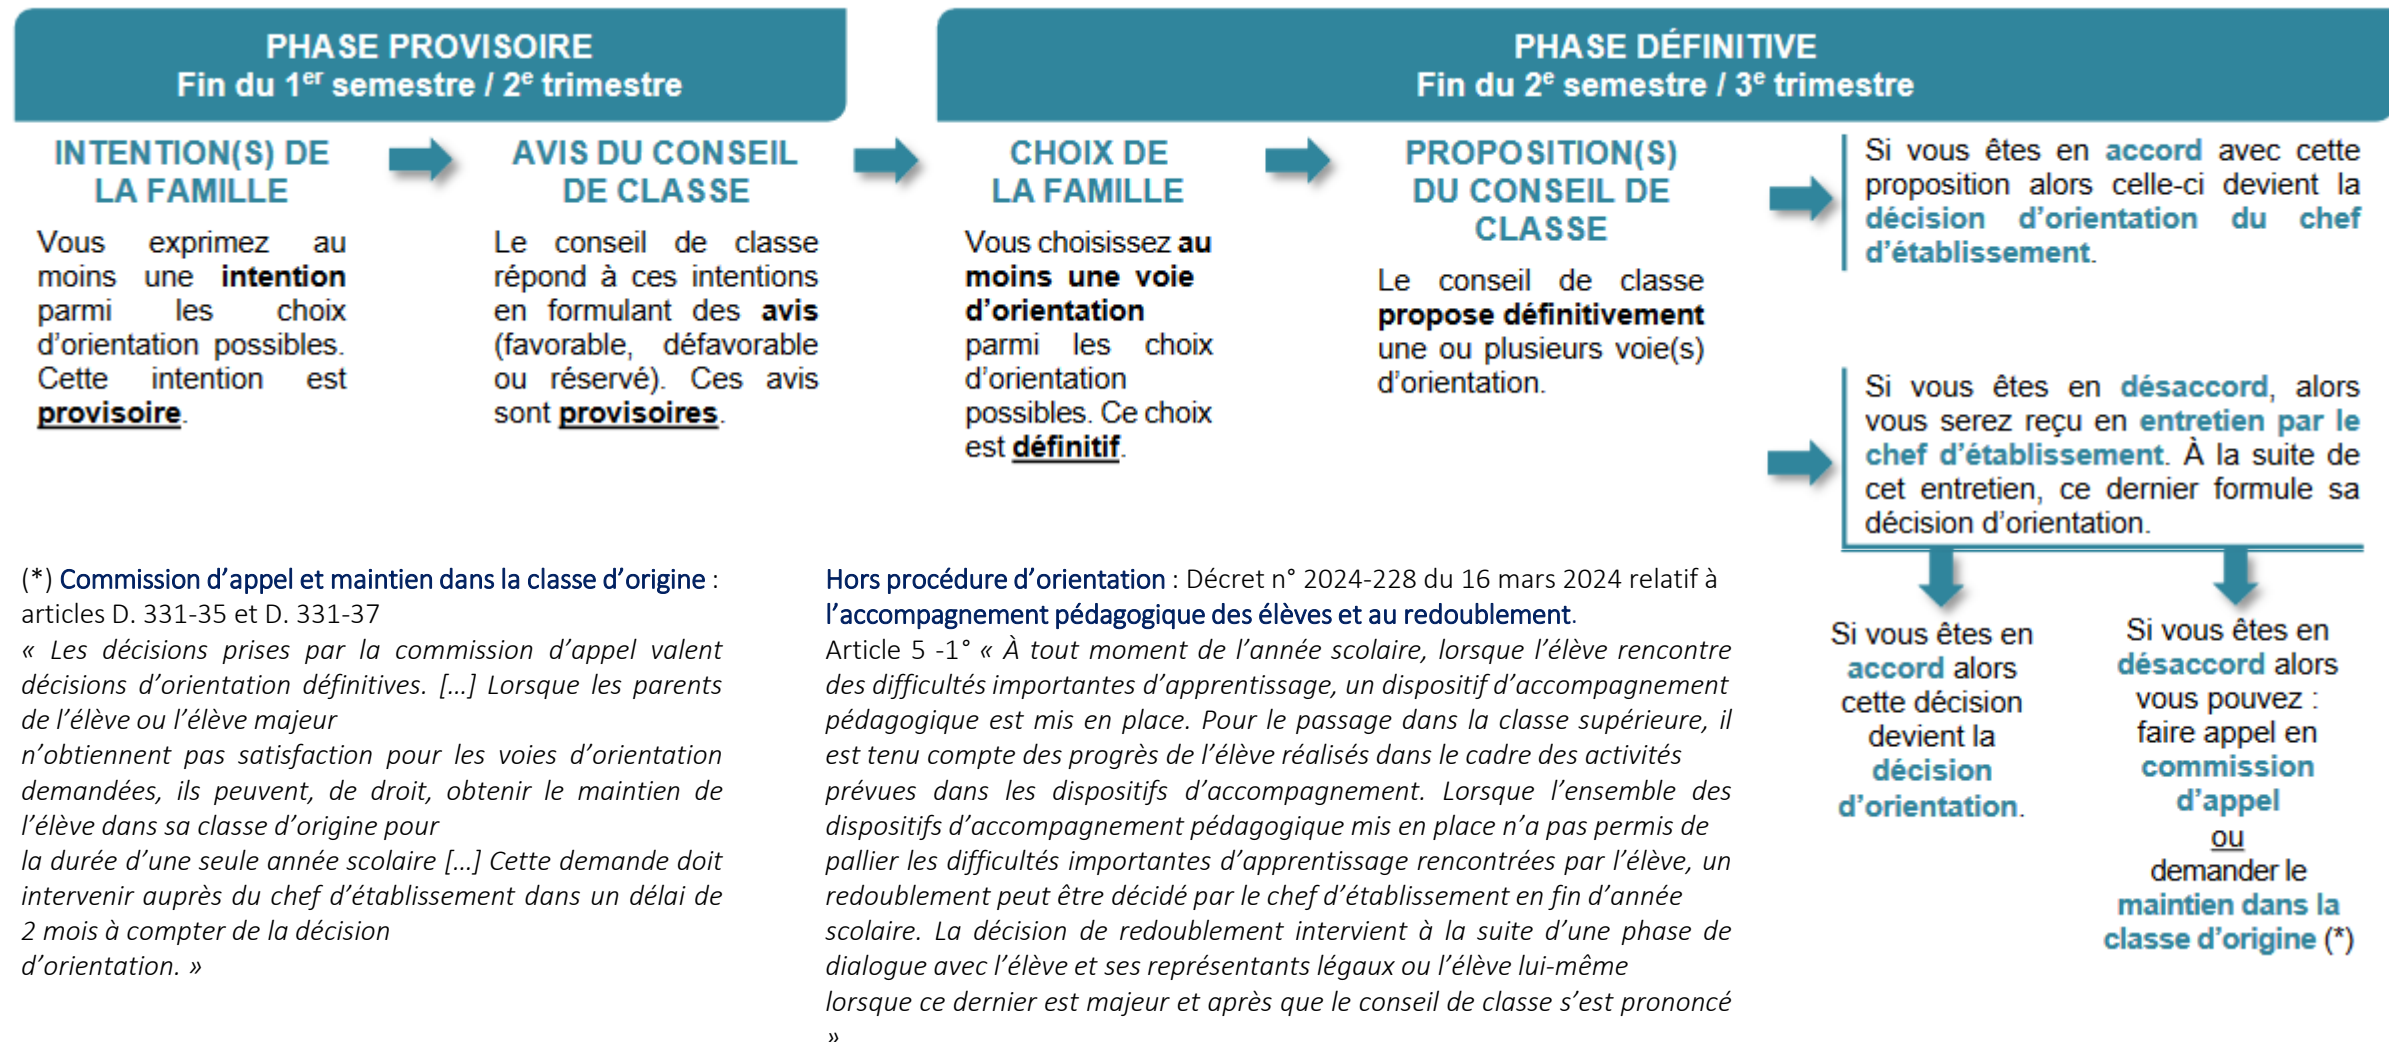 PHASE PROVISOIRE
Fin du 1er semestre / 2e trimestre
INTENTION(S) DE
LA FAMILLE
Vous exprimez au
moins une intention
parmi les choix
d'orientation possibles.
Cette intention est
provisoire.
AVIS DU CONSEIL
DE CLASSE
Le conseil de classe
répond à ces intentions
en formulant des avis
(favorable, défavorable
ou réservé). Ces avis
sont provisoires.
PHASE DÉFINITIVE
Fin du 2e semestre / 3e trimestre
CHOIX DE
LA FAMILLE
Vous choisissez au
moins une voie
d'orientation
parmi les choix
d'orientation
possibles. Ce choix
est définitif.
PROPOSITION(S)
DU CONSEIL DE
CLASSE
Le conseil de classe
propose définitivement
une ou plusieurs voie(s)
d'orientation.
Si vous êtes en accord avec cette
proposition alors celle-ci devient la
décision d'orientation du chef
d'établissement.
Si vous êtes en désaccord, alors
vous serez reçu en entretien par le
chef d'établissement. À la suite de
cet entretien, ce dernier formule sa
décision d'orientation.
Si vous êtes en
accord alors
cette décision
devient la
décision
d'orientation.
Si vous êtes en
désaccord alors
vous pouvez :
faire appel en
commission
d'appel
ou
demander le
maintien dans la
classe d'origine (*)
(*) Commission d'appel et maintien dans la classe d'origine :
articles D. 331-35 et D. 331-37
« Les décisions prises par la commission d'appel valent
décisions d'orientation définitives. […] Lorsque les parents
de l'élève ou l'élève majeur
n'obtiennent pas satisfaction pour les voies d'orientation
demandées, ils peuvent, de droit, obtenir le maintien de
l'élève dans sa classe d'origine pour
la durée d'une seule année scolaire […] Cette demande doit
intervenir auprès du chef d'établissement dans un délai de
2 mois à compter de la décision
d'orientation. »
Hors procédure d'orientation : Décret n° 2024-228 du 16 mars 2024 relatif à
l'accompagnement pédagogique des élèves et au redoublement.
Article 5 -1° « À tout moment de l'année scolaire, lorsque l'élève rencontre
des difficultés importantes d'apprentissage, un dispositif d'accompagnement
pédagogique est mis en place. Pour le passage dans la classe supérieure, il
est tenu compte des progrès de l'élève réalisés dans le cadre des activités
prévues dans les dispositifs d'accompagnement. Lorsque l'ensemble des
dispositifs d'accompagnement pédagogique mis en place n'a pas permis de
pallier les difficultés importantes d'apprentissage rencontrées par l'élève, un
redoublement peut être décidé par le chef d'établissement en fin d'année
scolaire. La décision de redoublement intervient à la suite d'une phase de
dialogue avec l'élève et ses représentants légaux ou l'élève lui-même
lorsque ce dernier est majeur et après que le conseil de classe s'est prononcé
»